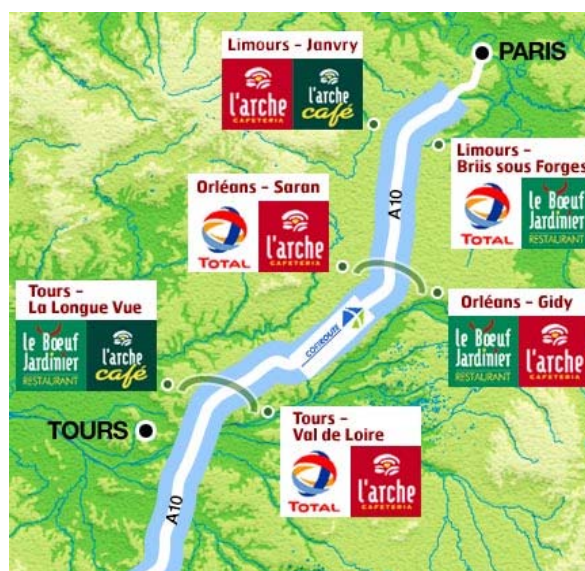 Limours - Janvry
l'arche
CAFETERIA
l'arche
café
PARIS
Limours -
Briis sous Forges
TOTAL
le Bœuf
Jardinier
RESTAURANT
Orléans - Saran
TOTAL
l'arche
CAFETERIA
A10
Tours -
La Longue Vue
le Bœuf
Jardinier
RESTAURANT
l'arche
café
COFIROUTE
Orléans - Gidy
le Bœuf
Jardinier
RESTAURANT
l'arche
CAFETERIA
TOURS
Tours -
Val de Loire
TOTAL
l'arche
CAFETERIA
A10